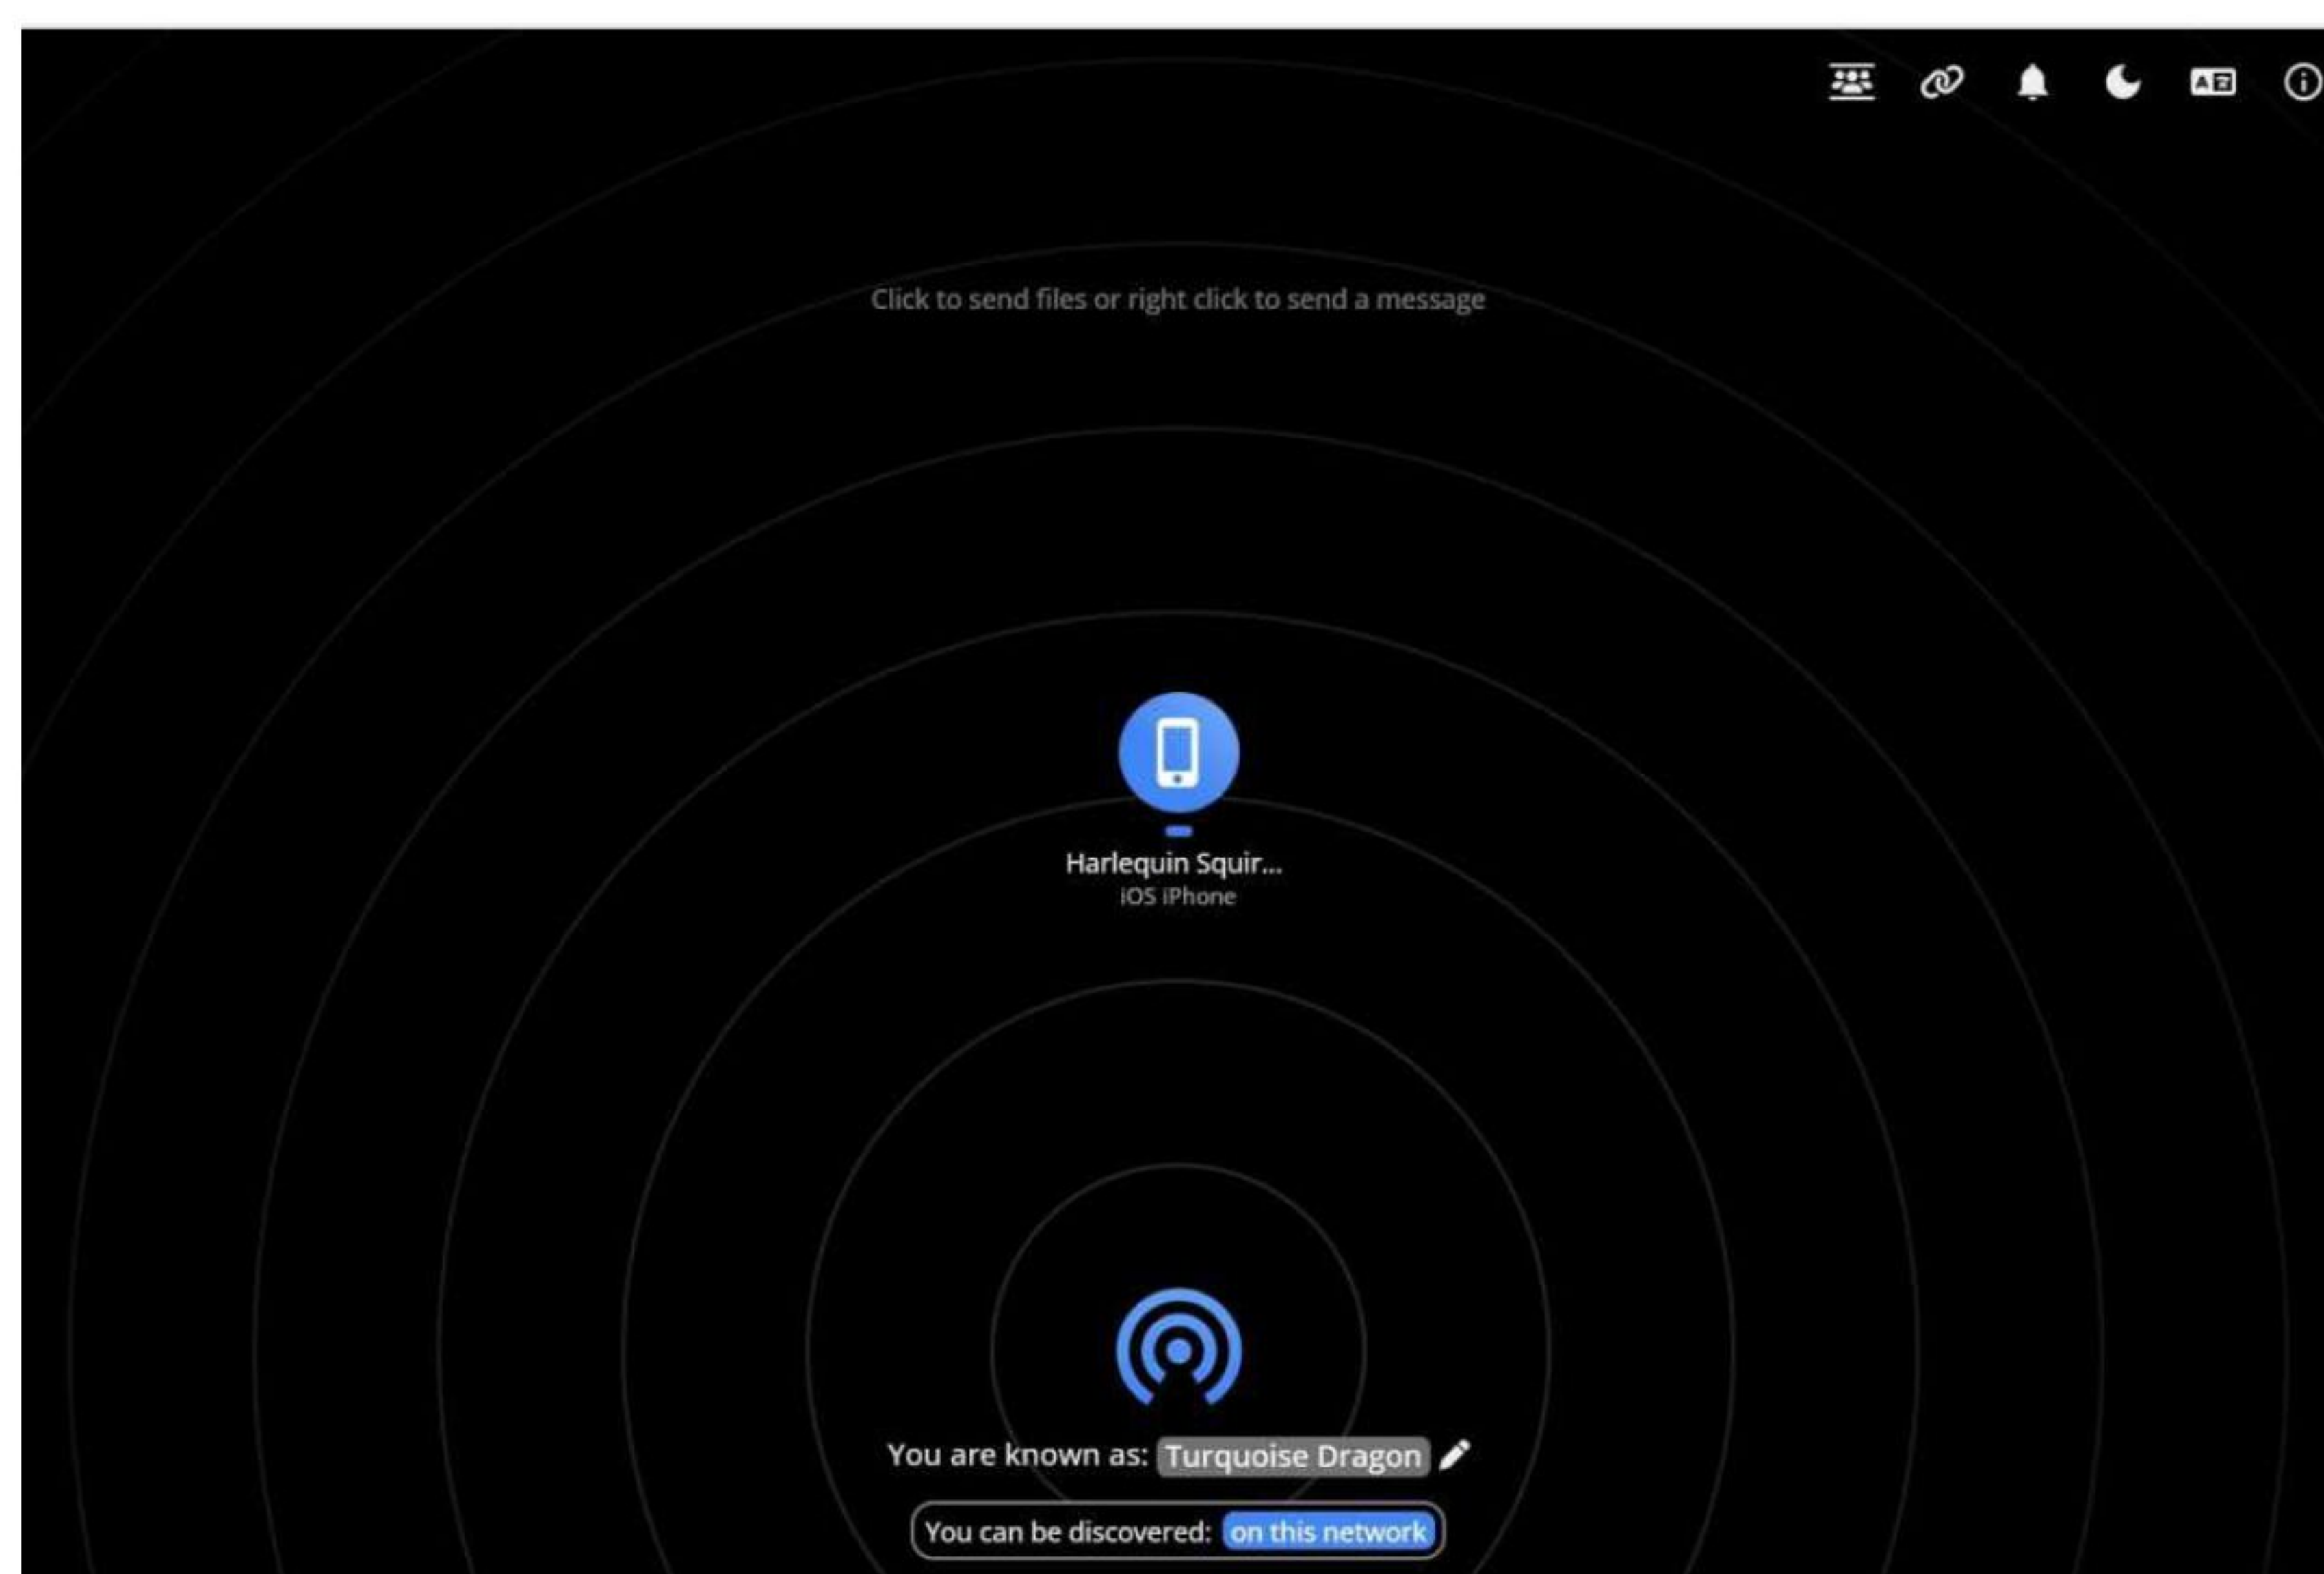 Click to send files or right click to send a message
Harlequin Squir...
iOS iPhone
You are known as: Turquoise Dragon
You can be discovered: on this network